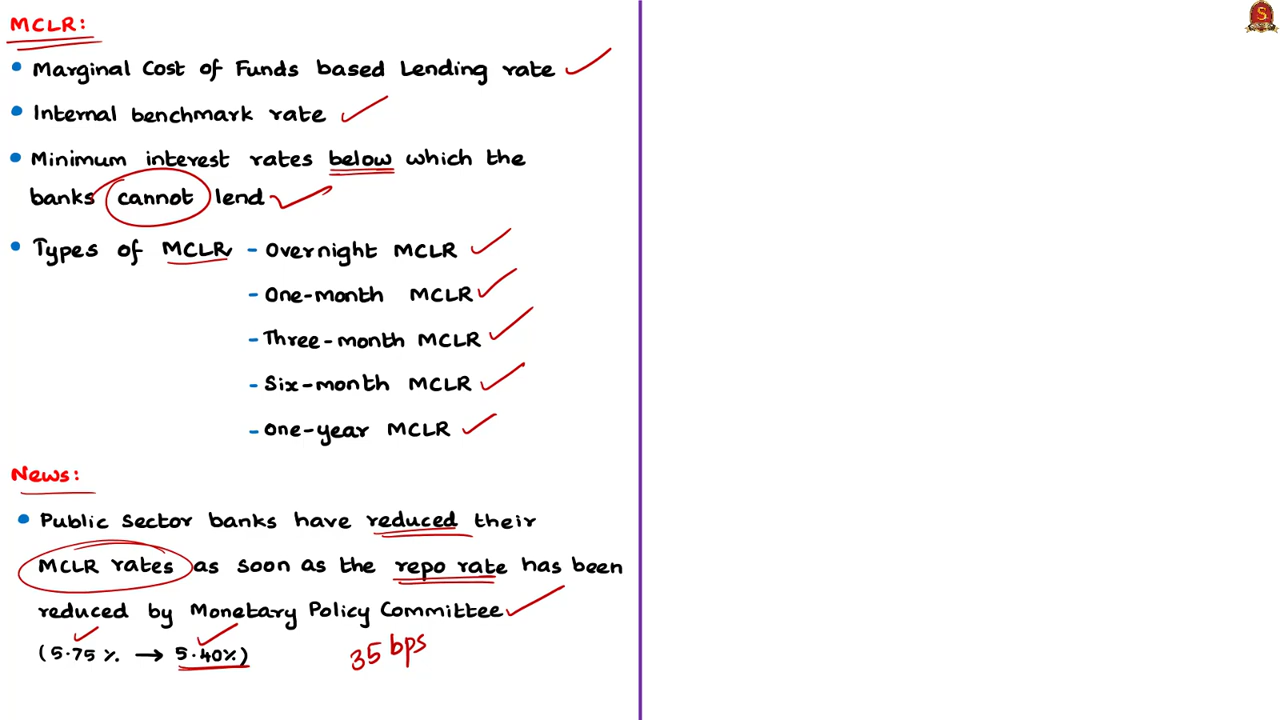 MCLR:
• Marginal Cost of Funds based Lending rate
• Internal benchmark rate
• Minimum interest rates below which the
banks cannot lend
• Types of MCLR - Overnight MCLR
- One-month MCLR
- Three-month MCLR
- Six-month MCLR
- One-year MCLR
News:
• Public Sector banks have reduced their
MCLR rates as soon as the repo rate has been
reduced by Monetary Policy Committee
(5.75 % → 5.40%) 35 bps
S